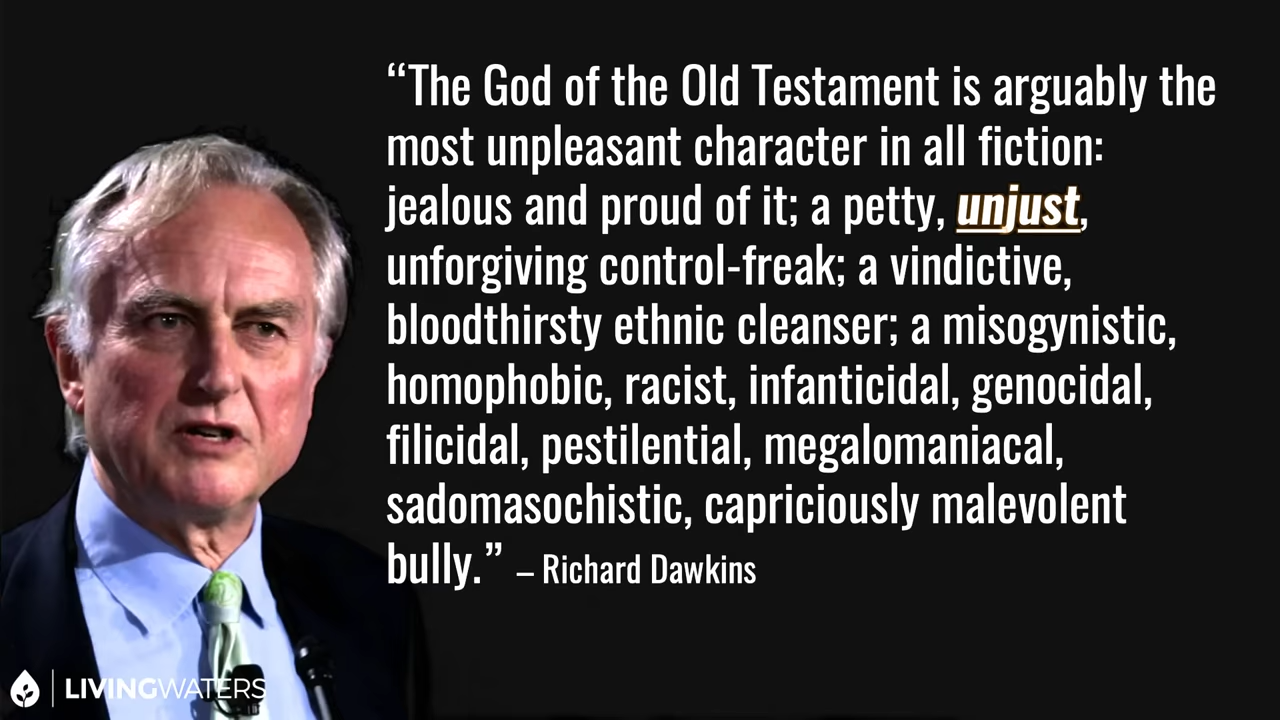 “The God of the Old Testament is arguably the
most unpleasant character in all fiction:
jealous and proud of it; a petty, unjust,
unforgiving control-freak; a vindictive,
bloodthirsty ethnic cleanser; a misogynistic,
homophobic, racist, infanticidal, genocidal,
filicidal, pestilential, megalomaniacal,
sadomasochistic, capriciously malevolent
bully.” – Richard Dawkins
LIVINGWATERS